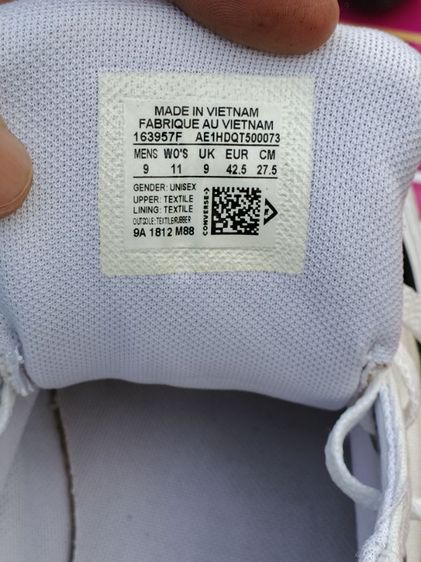 MADE IN VIETNAM
FABRIQUE AU VIETNAM
163957F AE1HDQT500073
MENS WO'S UK EUR CM
9 11 9 42.5 27.5
GENDER: UNISEX
UPPER: TEXTILE
LINING: TEXTILE
OUTSOLE: TEXTILE/RUBBER
9A 1812 M88
CONVERSE